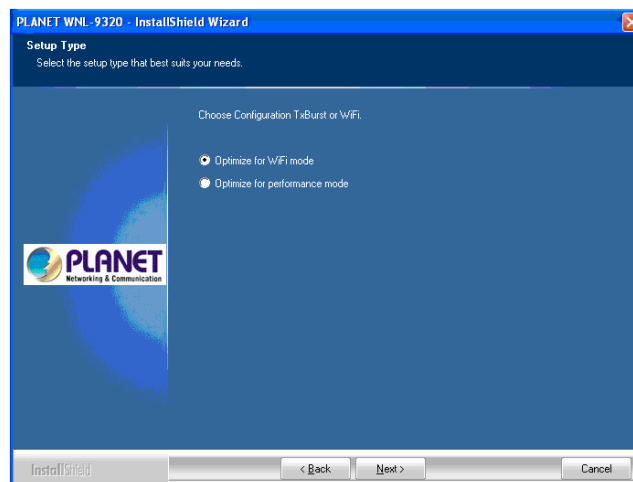 PLANET WNL-9320 - InstallShield Wizard
Setup Type
Select the setup type that best suits your needs.
Choose Configuration TxBurst or WiFi.
Optimize for WiFi mode
Optimize for performance mode
PLANET
Networking & Communication
InstallShield
< Back
Next >
Cancel